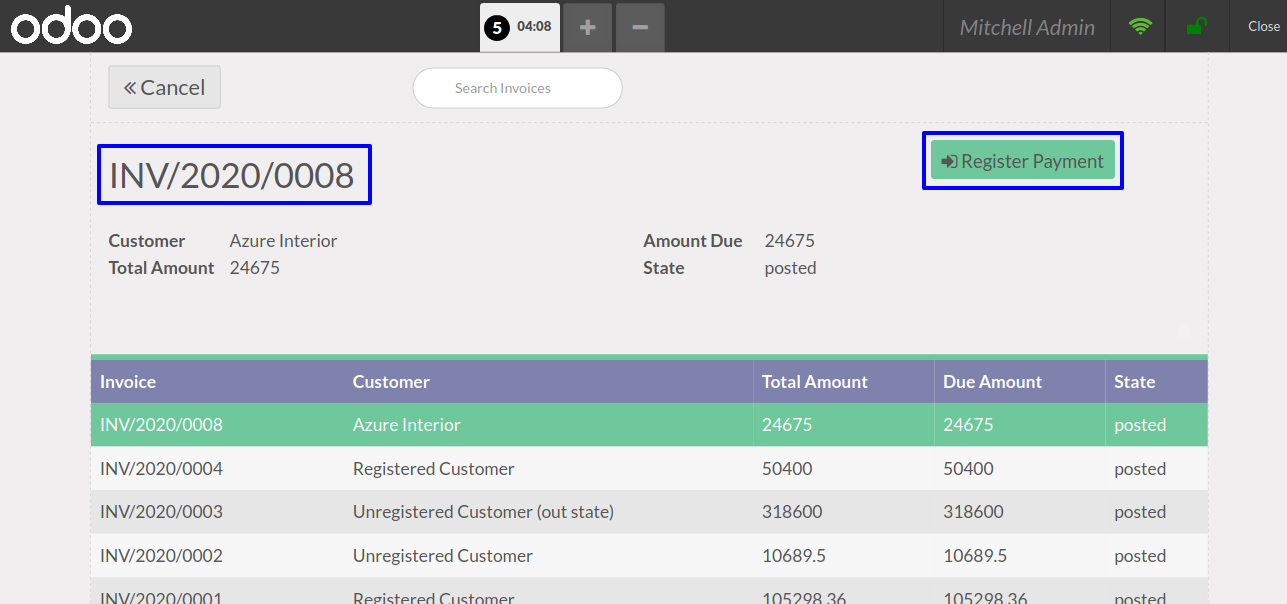 odoo 5 04:08 Mitchell Admin Close
Cancel Search Invoices
INV/2020/0008 Register Payment
Customer Azure Interior Amount Due 24675
Total Amount 24675 State posted
Invoice Customer Total Amount Due Amount State
INV/2020/0008 Azure Interior 24675 24675 posted
INV/2020/0004 Registered Customer 50400 50400 posted
INV/2020/0003 Unregistered Customer (out state) 318600 318600 posted
INV/2020/0002 Unregistered Customer 10689.5 10689.5 posted
INV/2020/0001 Registered Customer 105298.36 105298.36 posted